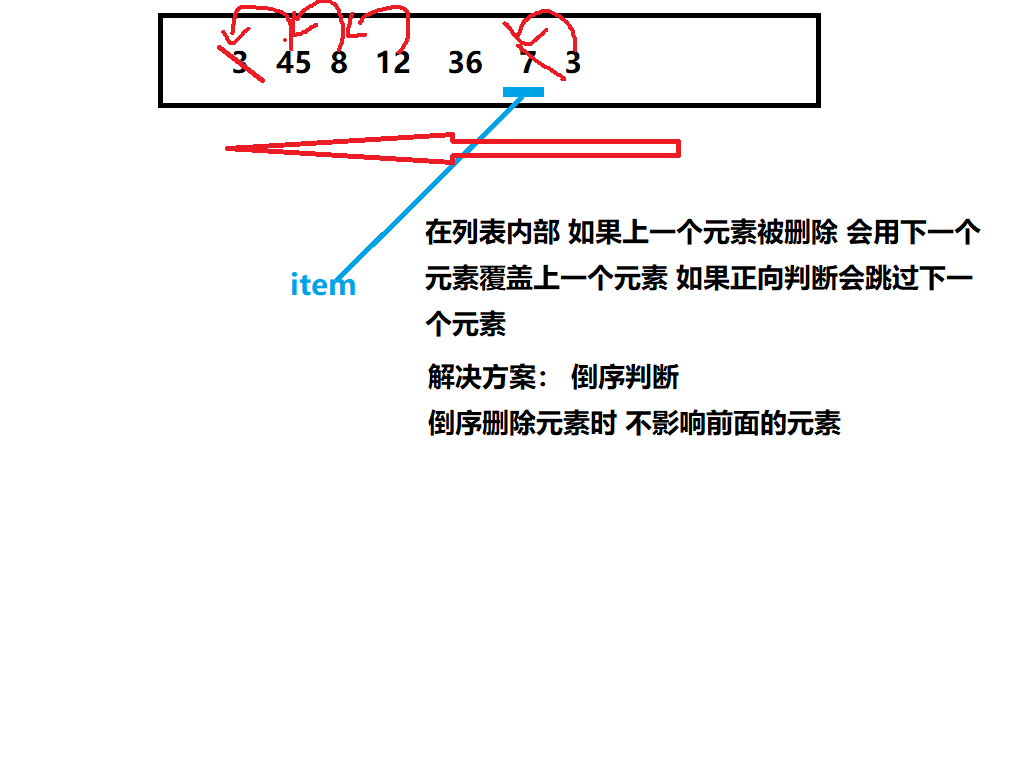 3 45 8 12 36 7 3
在列表内部 如果上一个元素被删除 会用下一个
元素覆盖上一个元素 如果正向判断会跳过下一
个元素
item
解决方案： 倒序判断
倒序删除元素时 不影响前面的元素